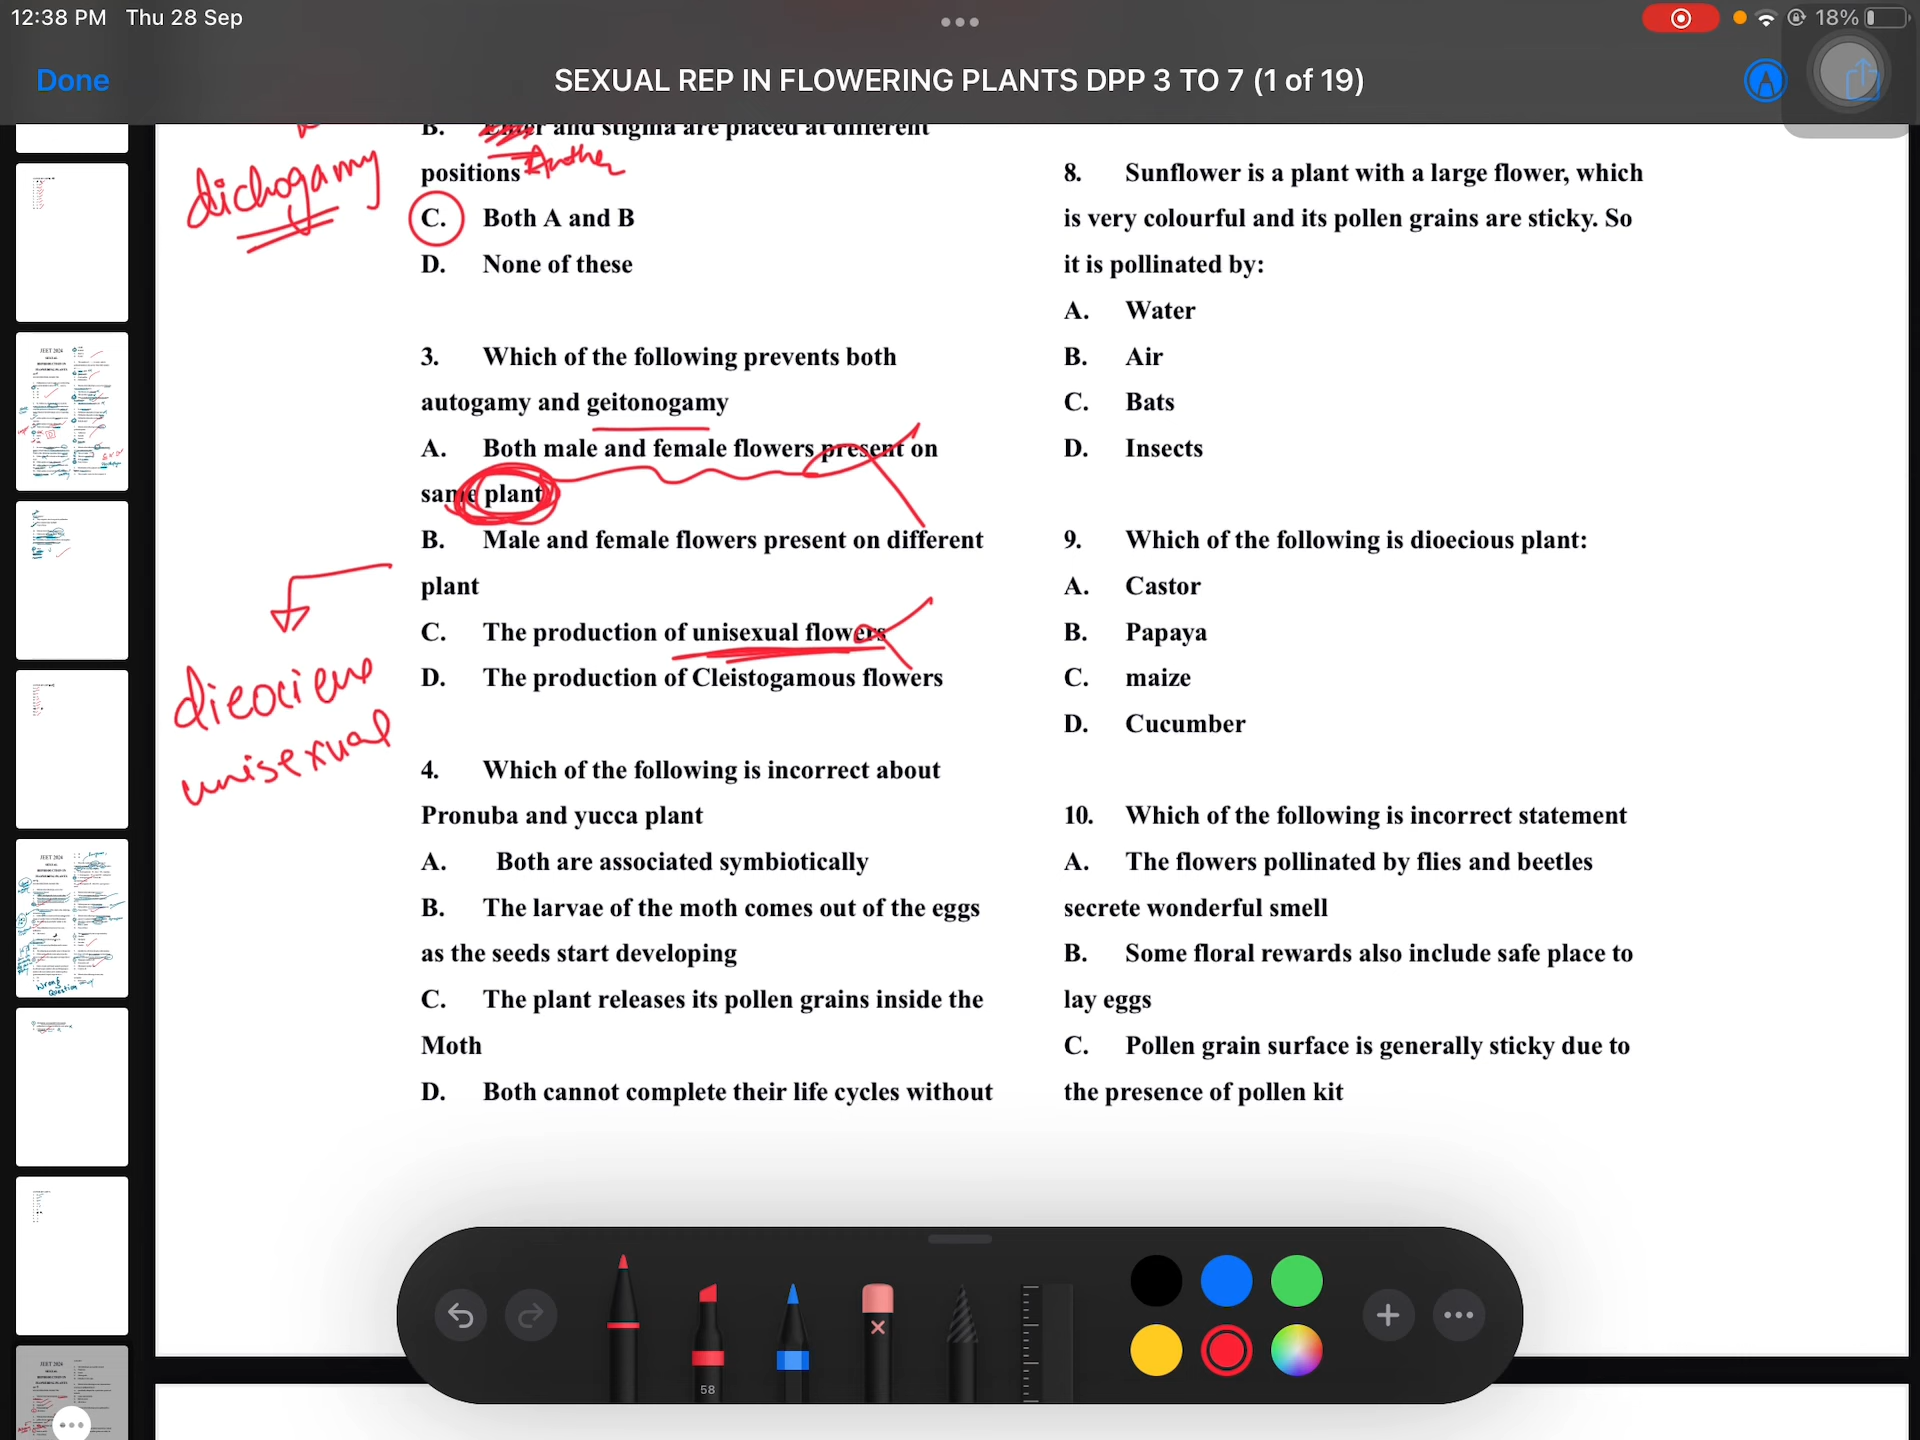 12:38 PM Thu 28 Sep
18%
Done
SEXUAL REP IN FLOWERING PLANTS DPP 3 TO 7 (1 of 19)
B. and stigma are placed at different
positions Anther
dichogamy
C. Both A and B
D. None of these
3. Which of the following prevents both
autogamy and geitonogamy
A. Both male and female flowers present on
same plant
B. Male and female flowers present on different
plant
C. The production of unisexual flowers
D. The production of Cleistogamous flowers
unisexual
4. Which of the following is incorrect about
Pronuba and yucca plant
A. Both are associated symbiotically
B. The larvae of the moth comes out of the eggs
as the seeds start developing
C. The plant releases its pollen grains inside the
Moth
D. Both cannot complete their life cycles without
8. Sunflower is a plant with a large flower, which
is very colourful and its pollen grains are sticky. So
it is pollinated by:
A. Water
B. Air
C. Bats
D. Insects
9. Which of the following is dioecious plant:
A. Castor
B. Papaya
C. maize
D. Cucumber
10. Which of the following is incorrect statement
A. The flowers pollinated by flies and beetles
secrete wonderful smell
B. Some floral rewards also include safe place to
lay eggs
C. Pollen grain surface is generally sticky due to
the presence of pollen kit
58